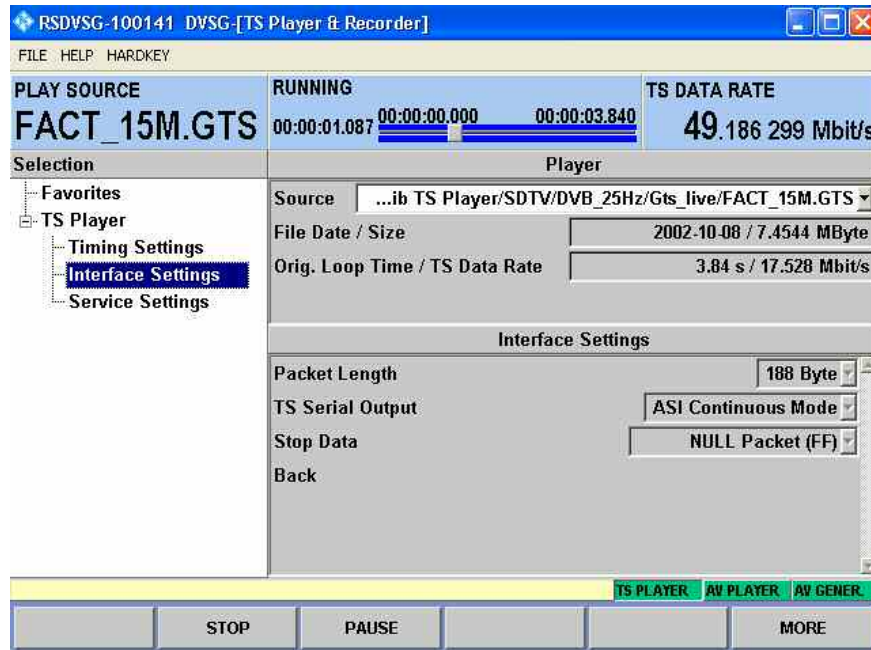 RSDVSG-100141 DVSG-[TS Player & Recorder]
FILE HELP HARDKEY
PLAY SOURCE
FACT_15M.GTS
RUNNING
00:00:01.087 00:00:00.000 00:00:03.840
TS DATA RATE
49.186 299 Mbit/s
Selection
Favorites
TS Player
Timing Settings
Interface Settings
Service Settings
Player
Source ...ib TS Player/SDTV/DVB_25Hz/Gts_live/FACT_15M.GTS
File Date / Size 2002-10-08 / 7.4544 MByte
Orig. Loop Time / TS Data Rate 3.84 s / 17.528 Mbit/s
Interface Settings
Packet Length 188 Byte
TS Serial Output ASI Continuous Mode
Stop Data NULL Packet (FF)
Back
TS PLAYER AV PLAYER AV GENER.
STOP PAUSE MORE